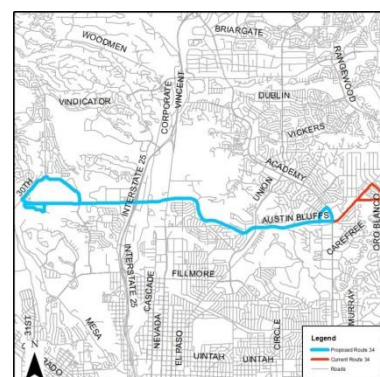 BRIARGATE
WOODMEN
RANGEWOOD
CORPORATE
VINCENT
DUBLIN
VINDICATOR
VICKERS
ACADEMY
30TH
UNION
INTERSTATE 25
AUSTIN BLUFFS
CAREFREE
ORO BLANCO
FILLMORE
INTERSTATE 25
CASCADE
NEVADA
EL PASO
CIRCLE
MURRAY
MESA
31ST
UINTAH
UINTAH
N
Legend
Proposed Route 34
Current Route 34
Roads